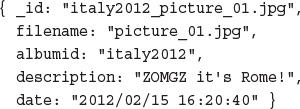 { _id: "italy2012_picture_01.jpg",
filename: "picture_01.jpg",
albumid: "italy2012",
description: "ZOMGZ it's Rome!",
date: "2012/02/15 16:20:40" }